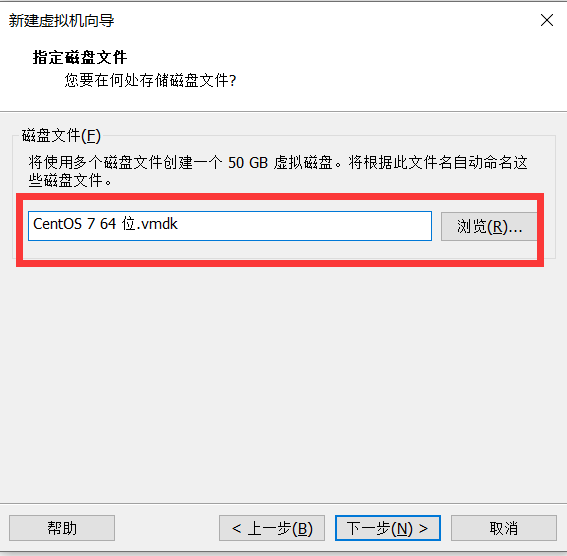 新建虚拟机向导
指定磁盘文件
您要在何处存储磁盘文件?
磁盘文件(F)
将使用多个磁盘文件创建一个 50 GB 虚拟磁盘。将根据此文件名自动命名这
些磁盘文件。
CentOS 7 64 位.vmdk
浏览(R)...
帮助
< 上一步(B)
下一步(N) >
取消